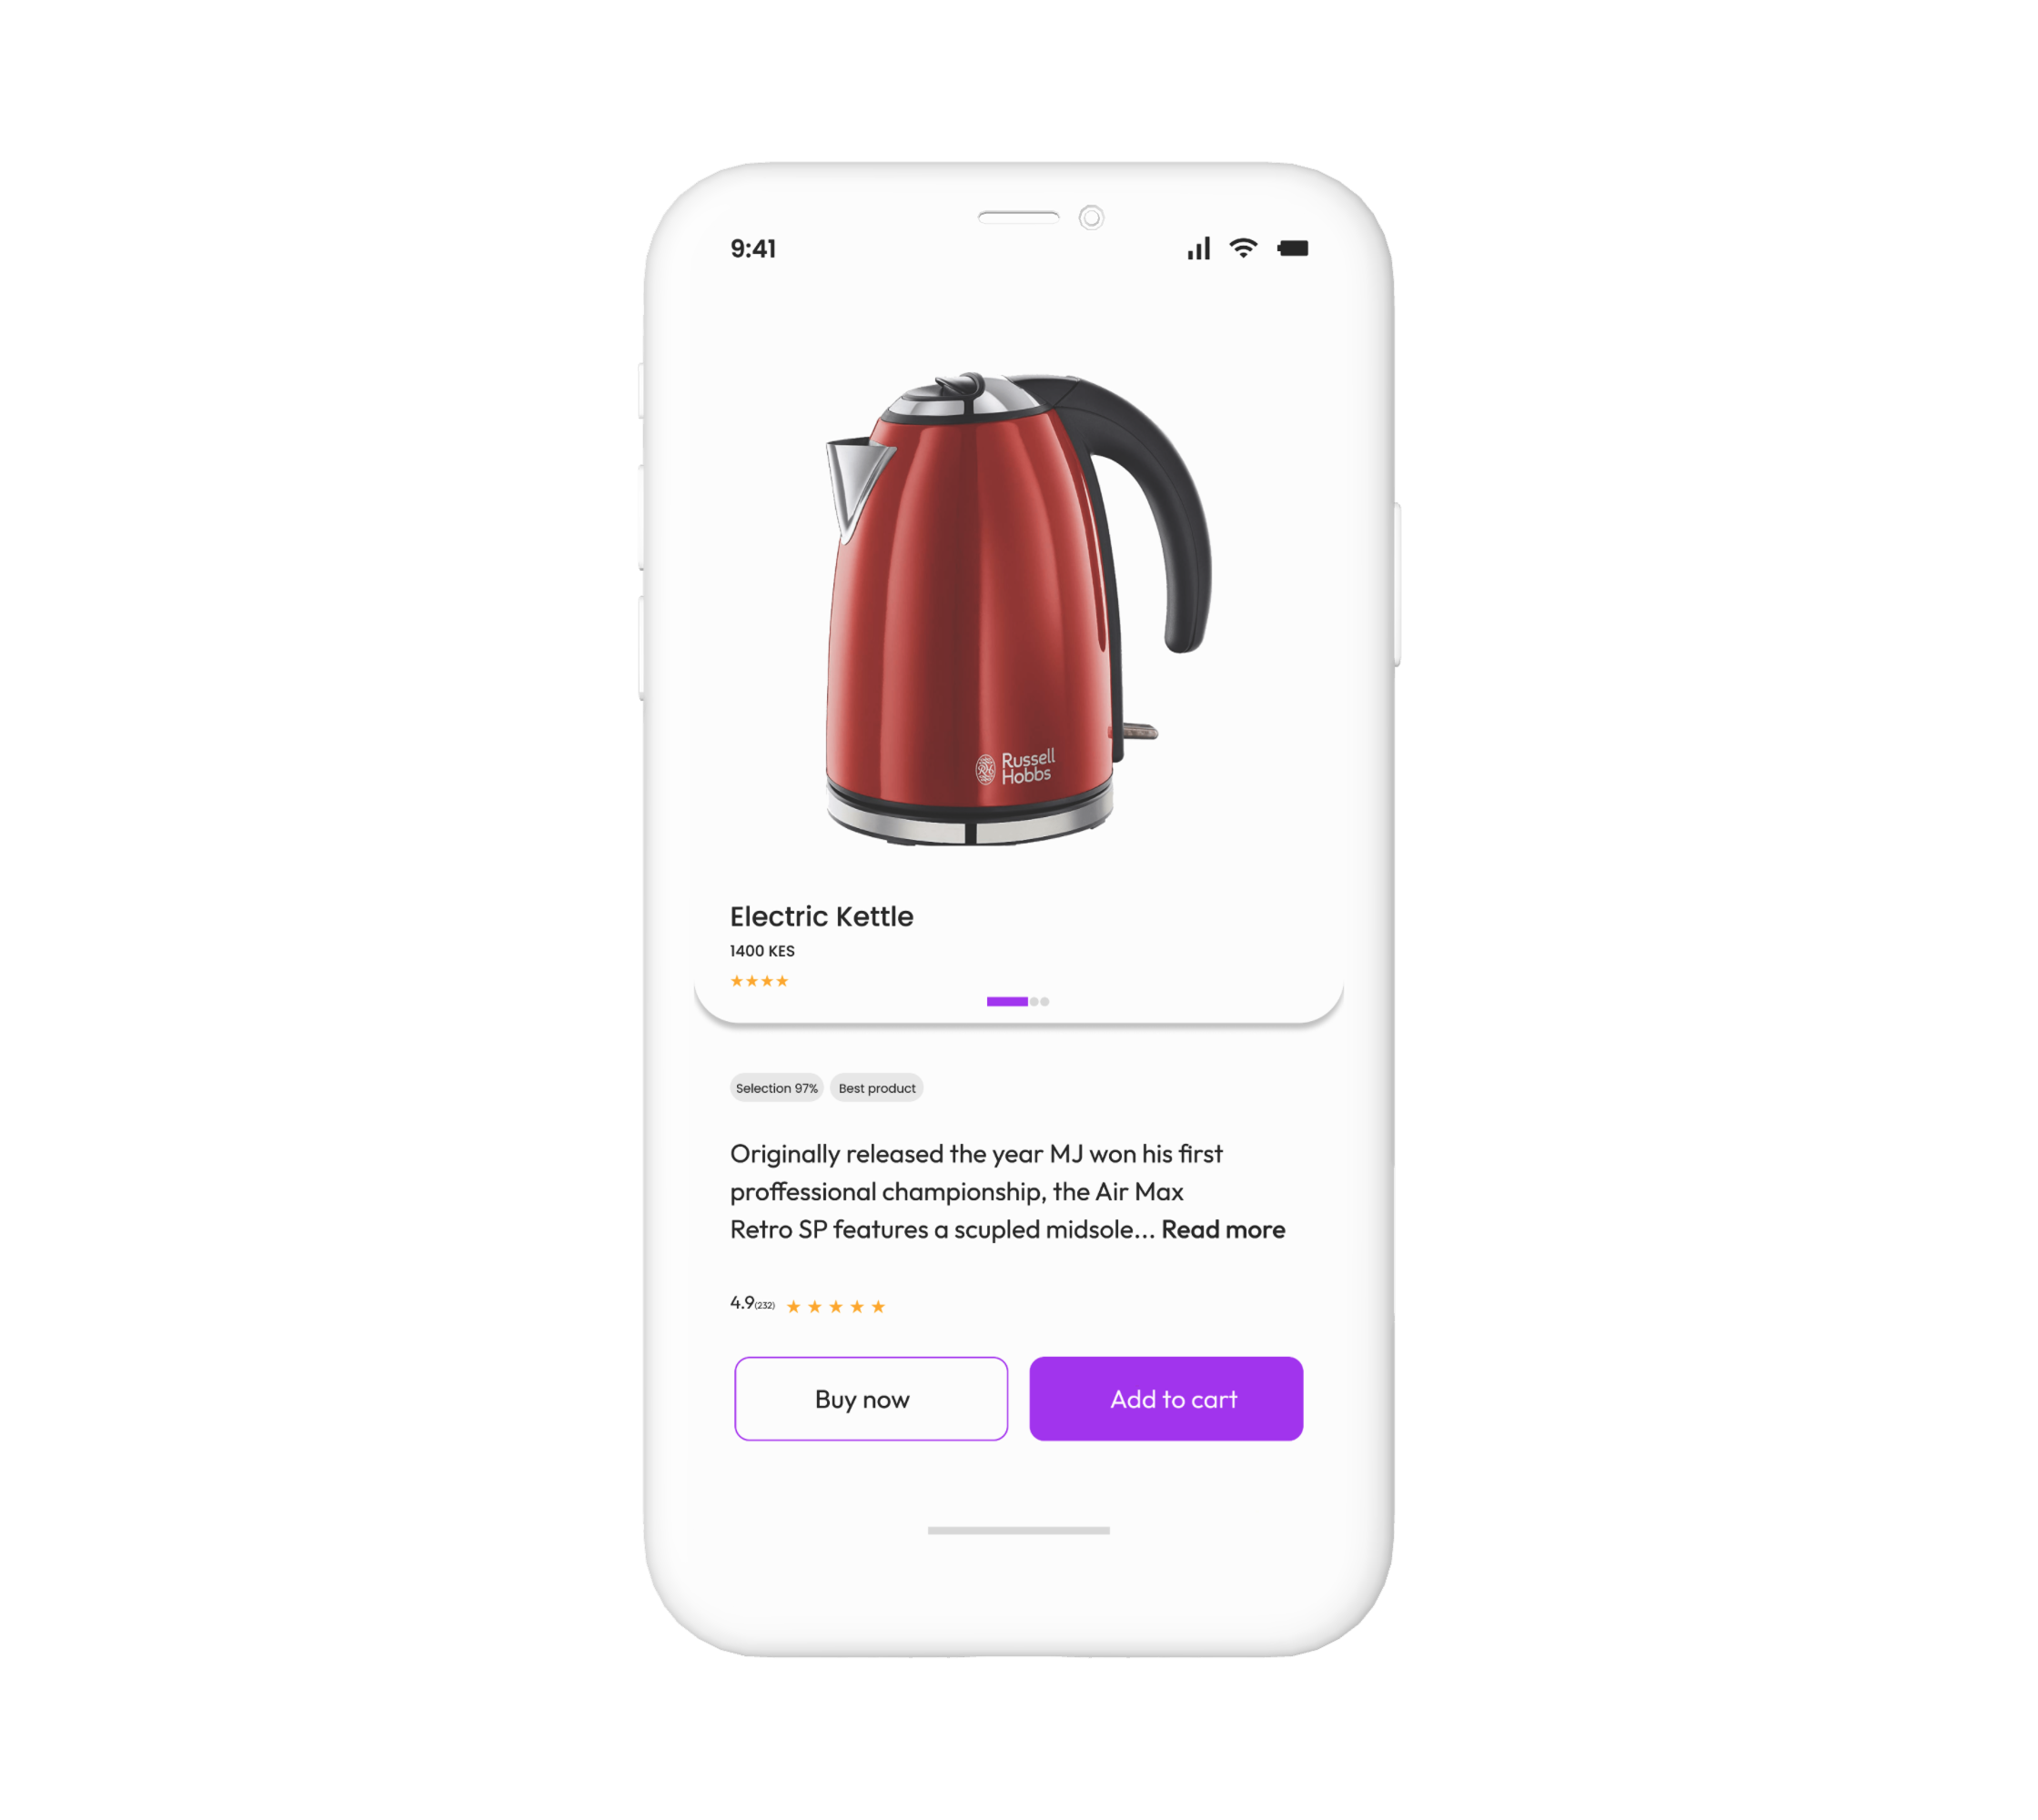 9:41
Russell
Hobbs
Electric Kettle
1400 KES
Selection 97% Best product
Originally released the year MJ won his first
proffessional championship, the Air Max
Retro SP features a scupled midsole... Read more
4.9(232)
Buy now Add to cart